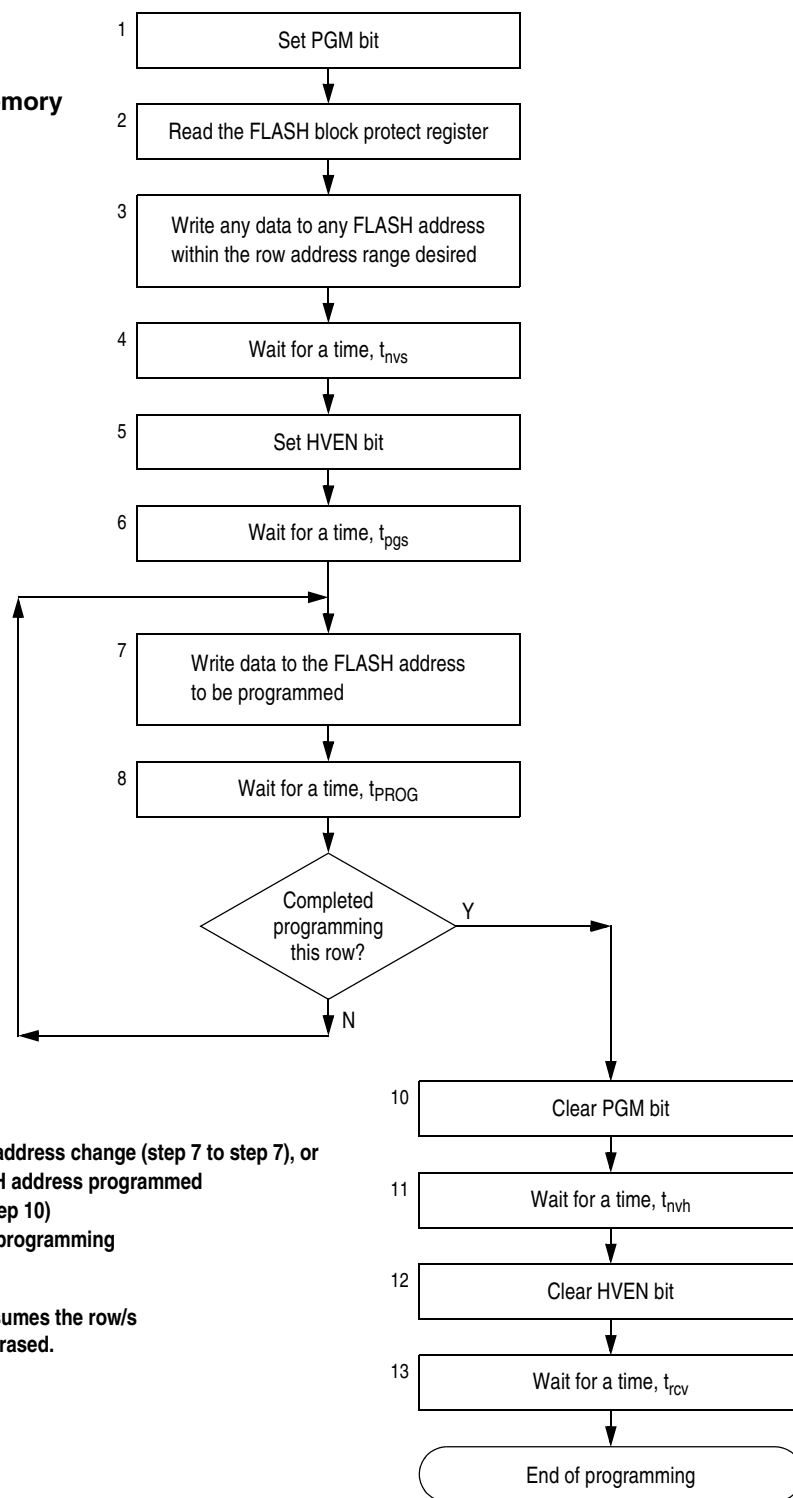 1
Set PGM bit
mory
2
Read the FLASH block protect register
3
Write any data to any FLASH address
within the row address range desired
4
Wait for a time, tnvs
5
Set HVEN bit
6
Wait for a time, tpgs
7
Write data to the FLASH address
to be programmed
8
Wait for a time, tPROG
Completed
programming
this row?
Y
N
10
Clear PGM bit
address change (step 7 to step 7), or
H address programmed
ep 10)
programming
11
Wait for a time, tnvh
12
Clear HVEN bit
sumes the row/s
rased.
13
Wait for a time, trcv
End of programming